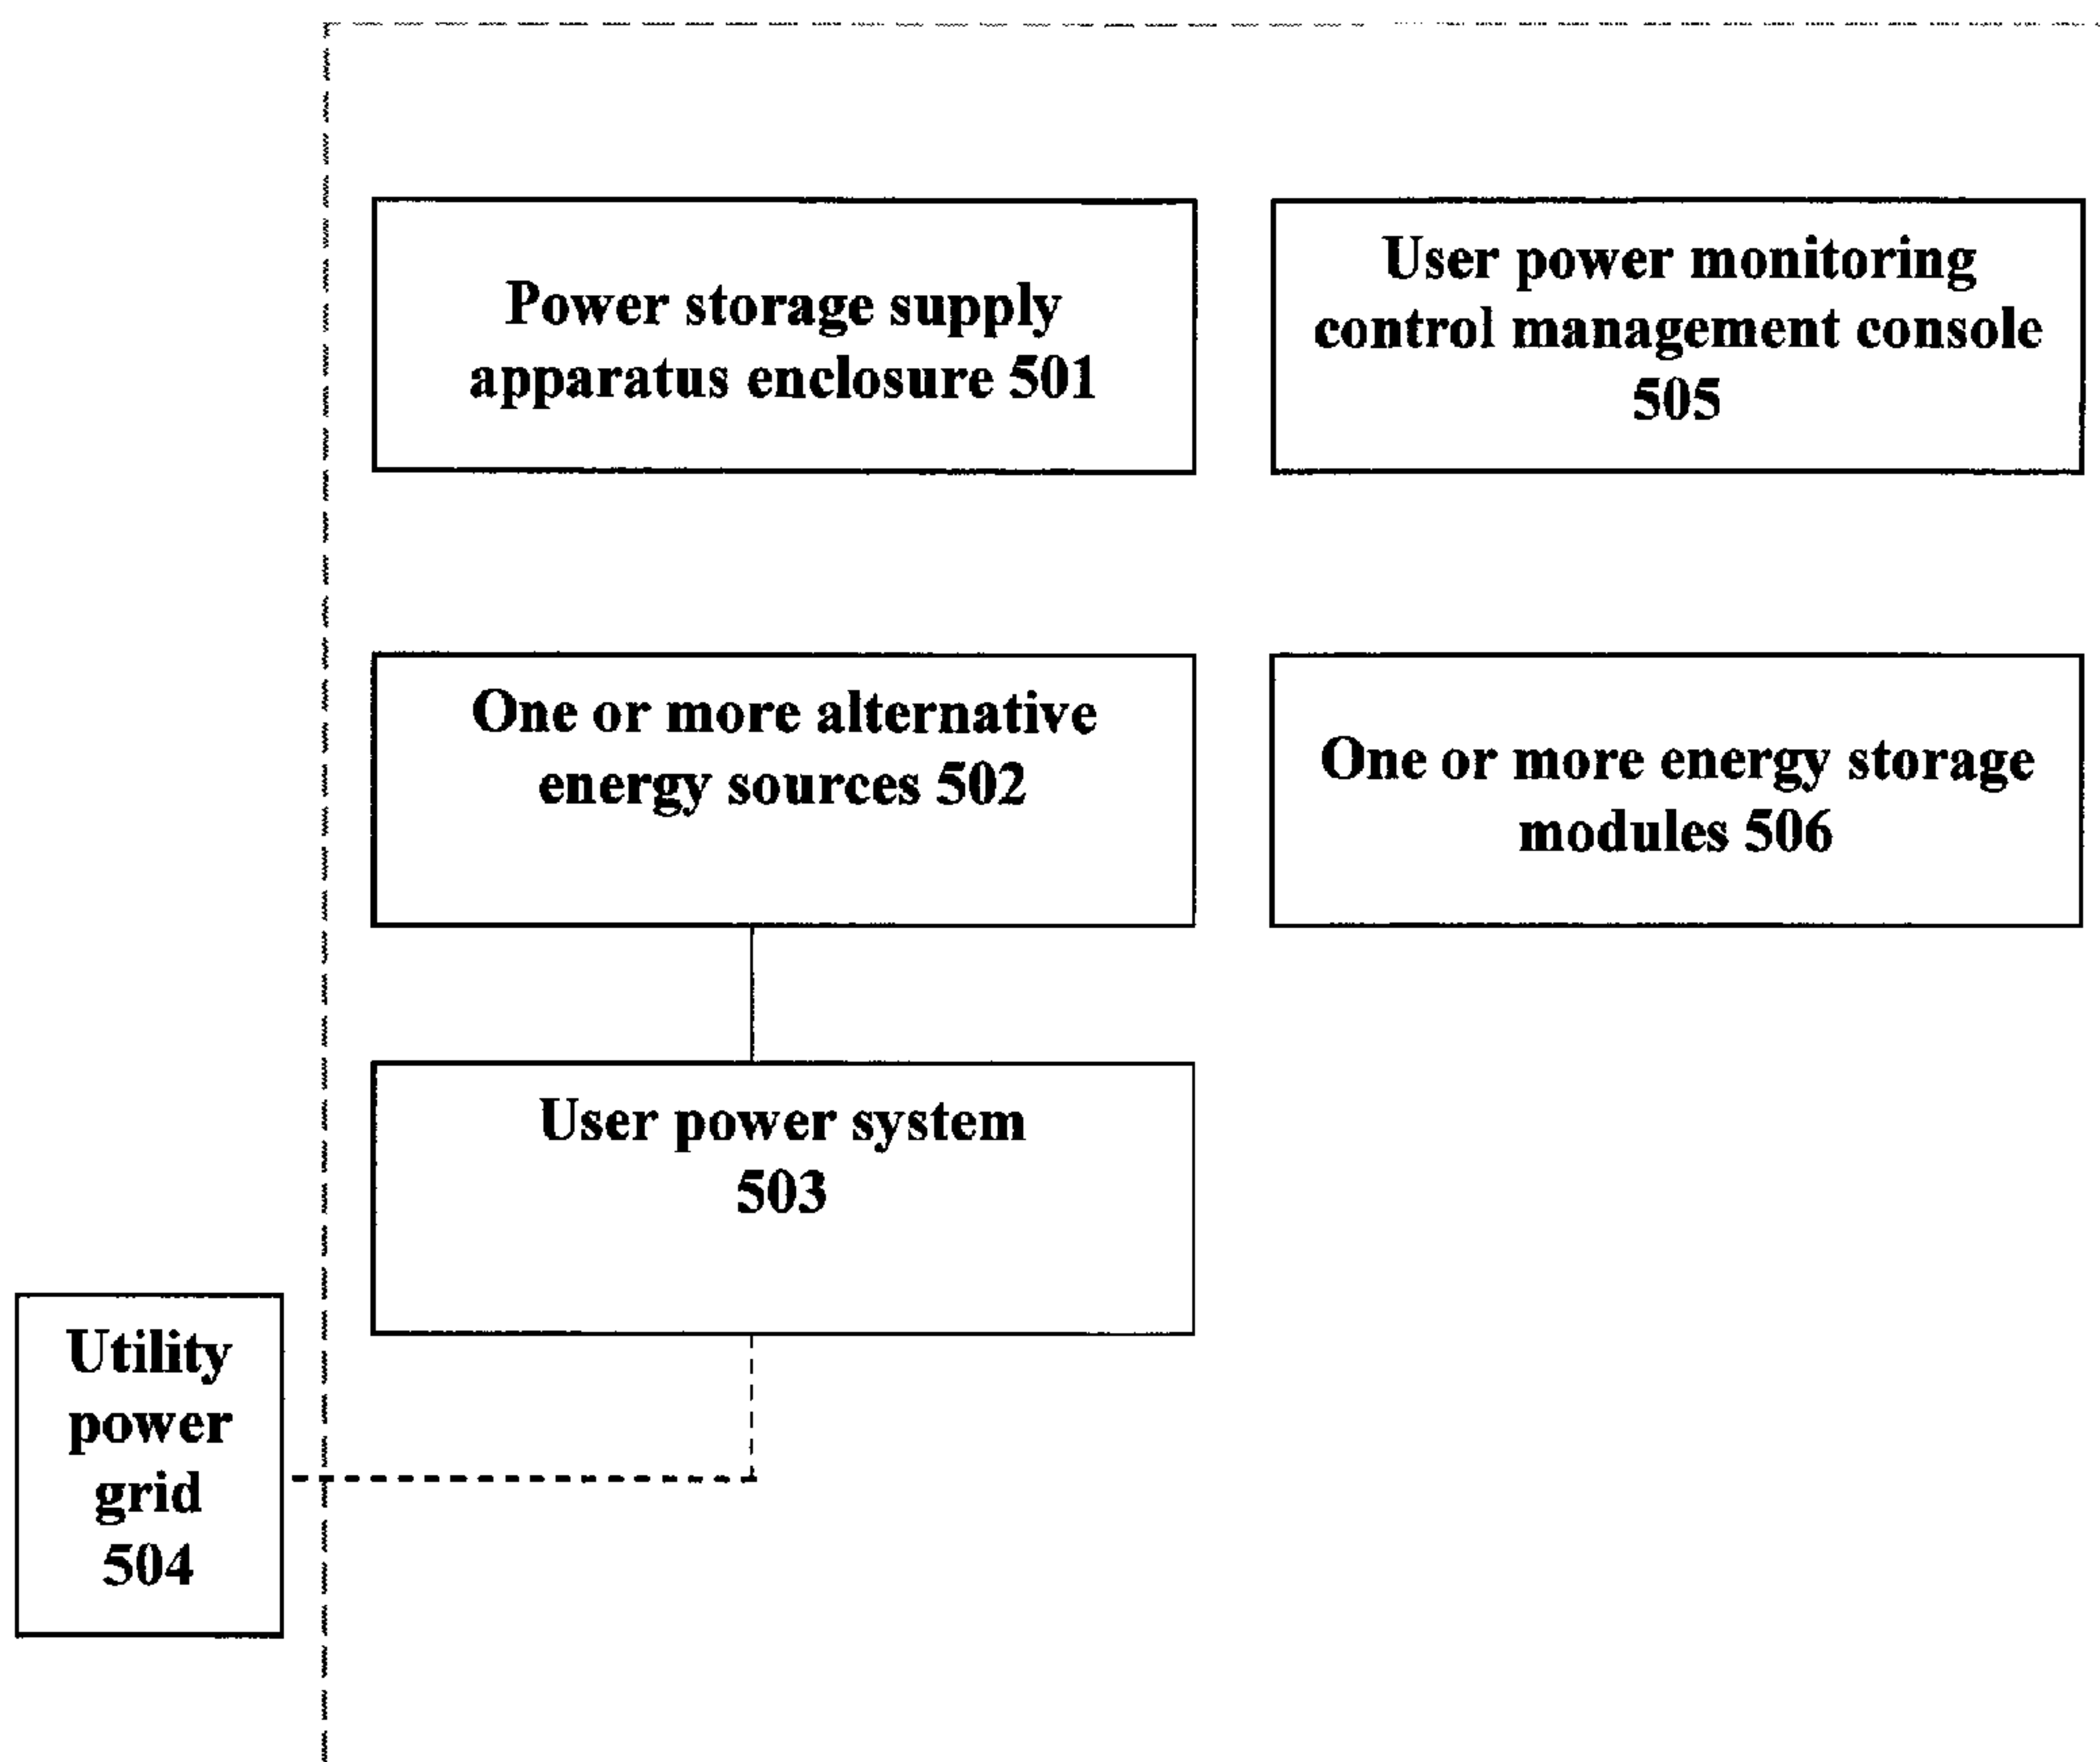 Power storage supply
apparatus enclosure 501
User power monitoring
control management console
505
One or more alternative
energy sources 502
One or more energy storage
modules 506
User power system
503
Utility
power
grid
504